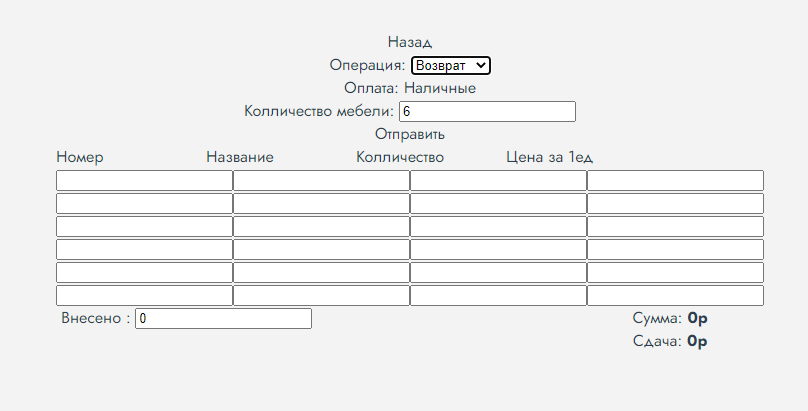 Назад
Операция: Возврат
Оплата: Наличные
Колличество мебели: 6
Отправить
Номер Название Колличество Цена за 1ед
Внесено : 0 Сумма: 0р
Сдача: 0р